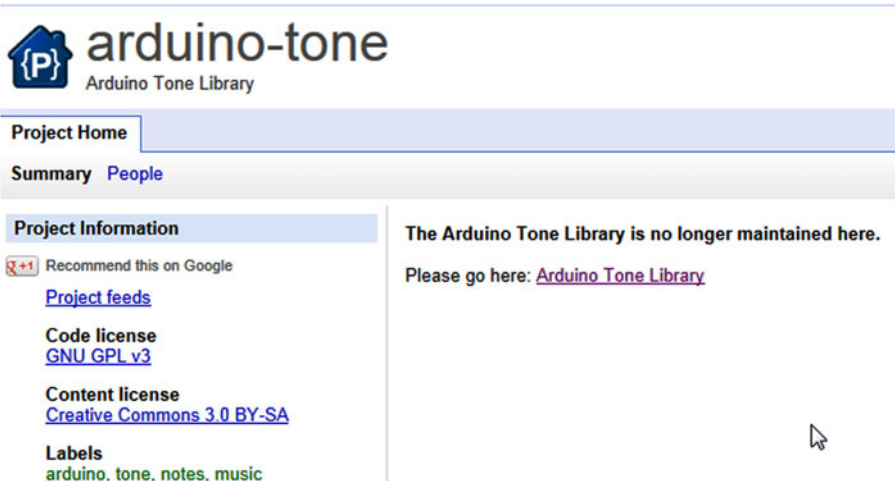 {P}
arduino-tone
Arduino Tone Library
Project Home
Summary People
Project Information
g+1 Recommend this on Google
Project feeds
Code license
GNU GPL v3
Content license
Creative Commons 3.0 BY-SA
Labels
arduino, tone, notes, music
The Arduino Tone Library is no longer maintained here.
Please go here: Arduino Tone Library